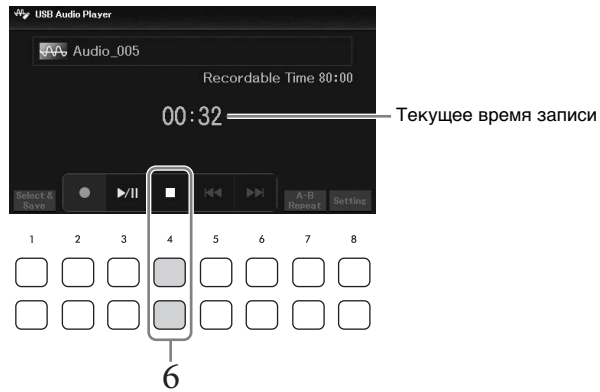 USB Audio Player
Audio_005
Recordable Time 80:00
00:32
Текущее время записи
Select & Save
A-B Repeat
Setting
1 2 3 4 5 6 7 8
6